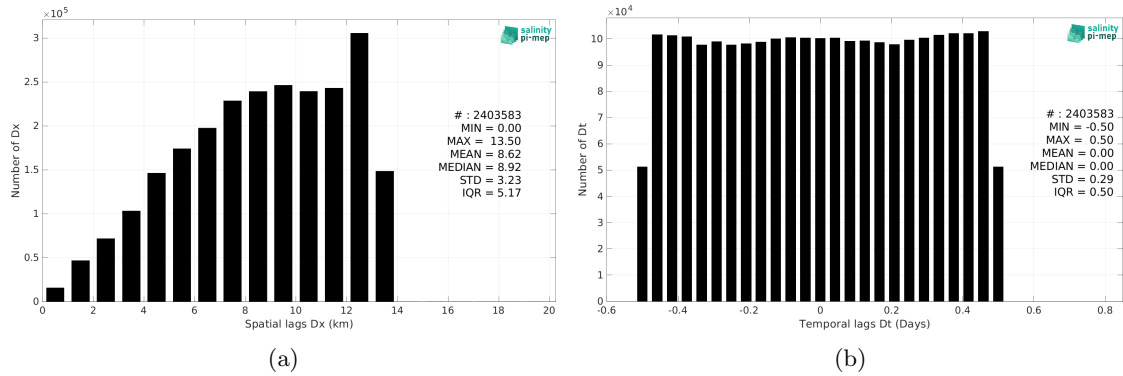 ×10⁵
salinity
pi-mep
3
2.5
2
1.5
1
0.5
0
Number of Dx
# : 2403583
MIN = 0.00
MAX = 13.50
MEAN = 8.62
MEDIAN = 8.92
STD = 3.23
IQR = 5.17
0 2 4 6 8 10 12 14 16 18 20
Spatial lags Dx (km)
(a)
×10⁴
salinity
pi-mep
10
9
8
7
6
5
4
3
2
1
0
Number of Dt
# : 2403583
MIN = -0.50
MAX = 0.50
MEAN = 0.00
MEDIAN = 0.00
STD = 0.29
IQR = 0.50
-0.6 -0.4 -0.2 0 0.2 0.4 0.6 0.8
Temporal lags Dt (Days)
(b)